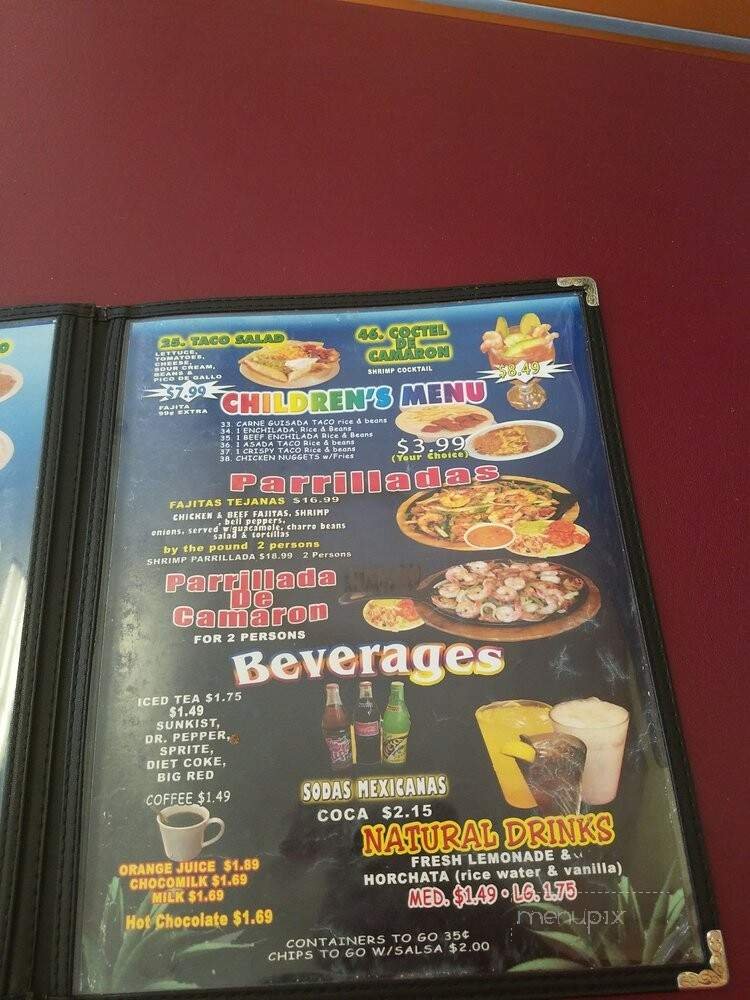 25. TACO SALAD
LETTUCE,
TOMATOES,
CHEESE,
SOUR CREAM,
BEANS &
PICO DE GALLO
$7.99
FAJITA
99¢ EXTRA
46. COCTEL
DE
CAMARON
SHRIMP COCKTAIL
$8.49
CHILDREN'S MENU
33. CARNE GUISADA TACO rice & beans
34. 1 ENCHILADA, Rice & Beans
35. 1 BEEF ENCHILADA Rice & Beans
36. 1 ASADA TACO Rice & beans
37. 1 CRISPY TACO Rice & beans
38. CHICKEN NUGGETS w/Fries
$3.99
(Your Choice)
Parrilladas
FAJITAS TEJANAS $16.99
CHICKEN & BEEF FAJITAS, SHRIMP
, bell peppers,
onions, served w/guacamole, charro beans
salad & tortillas
by the pound 2 persons
SHRIMP PARRILLADA $18.99 2 Persons
Parrillada
De
Camaron
FOR 2 PERSONS
Beverages
ICED TEA $1.75
$1.49
SUNKIST,
DR. PEPPER,
SPRITE,
DIET COKE,
BIG RED
COFFEE $1.49
ORANGE JUICE $1.89
CHOCOMILK $1.69
MILK $1.69
Hot Chocolate $1.69
SODAS MEXICANAS
COCA $2.15
NATURAL DRINKS
FRESH LEMONADE &
HORCHATA (rice water & vanilla)
MED. $1.49 • LG. 1.75
menupix
CONTAINERS TO GO 35¢
CHIPS TO GO W/SALSA $2.00